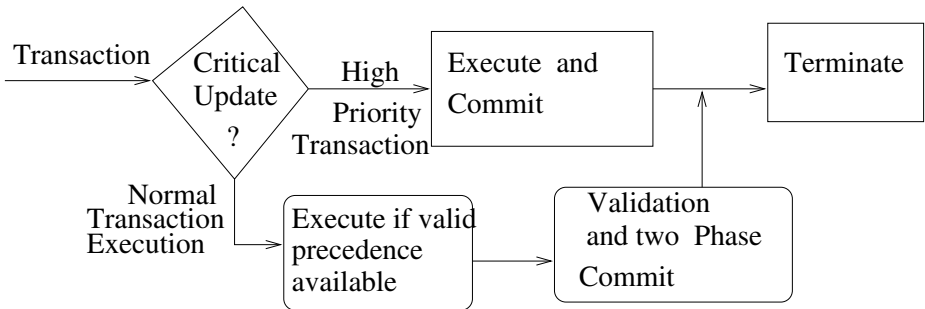 Transaction
Critical
Update
?
High
Priority
Transaction
Execute and
Commit
Terminate
Normal
Transaction
Execution
Execute if valid
precedence
available
Validation
and two Phase
Commit